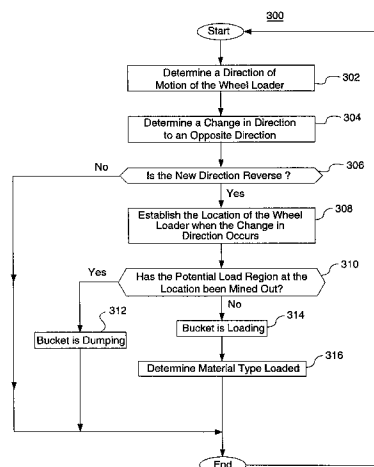 300
Start
Determine a Direction of
Motion of the Wheel Loader
302
Determine a Change in Direction
to an Opposite Direction
304
No
Is the New Direction Reverse ?
306
Yes
Establish the Location of the Wheel
Loader when the Change in
Direction Occurs
308
310
Yes
Has the Potential Load Region at the
Location been Mined Out?
No
312
314
Bucket is Dumping
Bucket is Loading
316
Determine Material Type Loaded
End